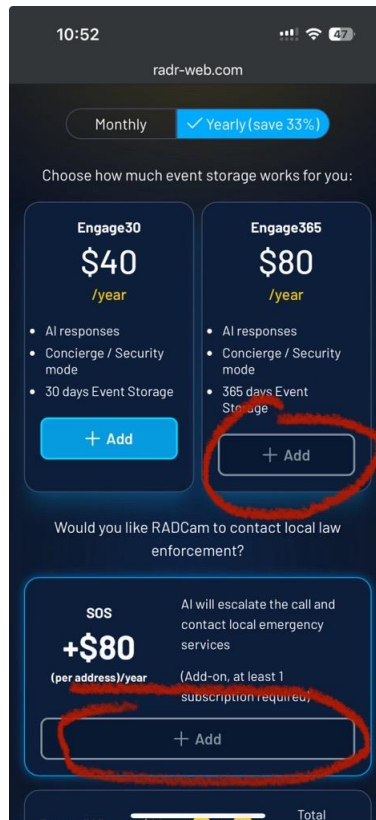 10:52
47
radr-web.com
Monthly
Yearly (save 33%)
Choose how much event storage works for you:
Engage30
$40
/year
• AI responses
• Concierge / Security
mode
• 30 days Event Storage
+ Add
Engage365
$80
/year
• AI responses
• Concierge / Security
mode
• 365 days Event
Storage
+ Add
Would you like RADCam to contact local law
enforcement?
SOS
+$80
(per address)/year
AI will escalate the call and
contact local emergency
services
(Add-on, at least 1
subscription required)
+ Add
Total